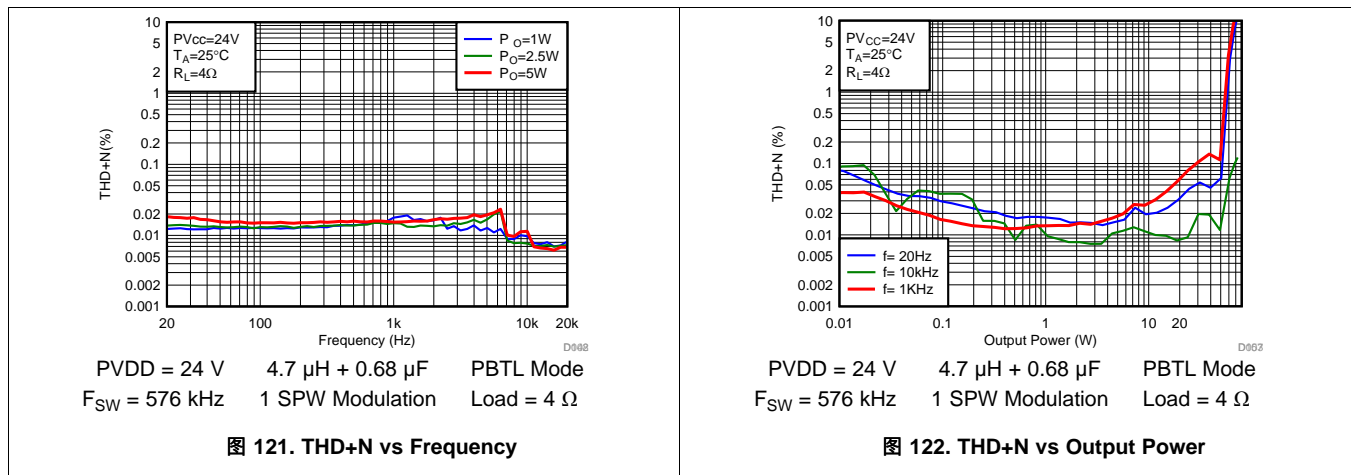 10
5
2
1
0.5
0.2
0.1
0.05
0.02
0.01
0.005
0.002
0.001
THD+N(%)
PVcc=24V
TA=25°C
RL=4Ω
P O=1W
PO=2.5W
PO=5W
20
100
1k
10k
20k
Frequency (Hz)
PVDD = 24 V 4.7 µH + 0.68 µF PBTL Mode
FSW = 576 kHz 1 SPW Modulation Load = 4 Ω
图 121. THD+N vs Frequency
10
5
2
1
0.5
0.2
0.1
0.05
0.02
0.01
0.005
0.002
0.001
THD+N (%)
PVCC=24V
TA=25°C
RL=4Ω
f= 20Hz
f= 10kHz
f= 1KHz
0.01
0.1
1
10
20
Output Power (W)
PVDD = 24 V 4.7 µH + 0.68 µF PBTL Mode
FSW = 576 kHz 1 SPW Modulation Load = 4 Ω
图 122. THD+N vs Output Power